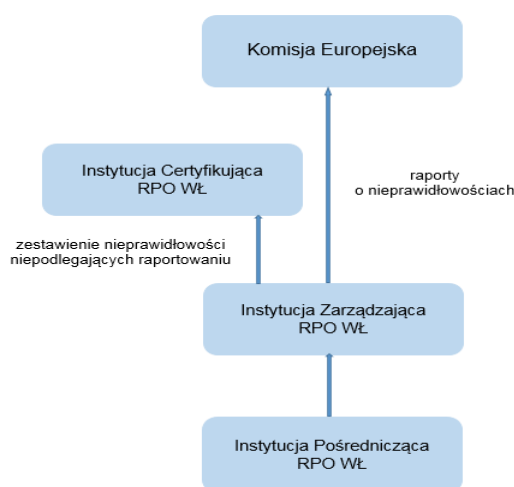 Komisja Europejska
Instytucja Certyfikująca
RPO WŁ
raporty
o nieprawidłowościach
zestawienie nieprawidłowości
niepodlegających raportowaniu
Instytucja Zarządzająca
RPO WŁ
Instytucja Pośrednicząca
RPO WŁ